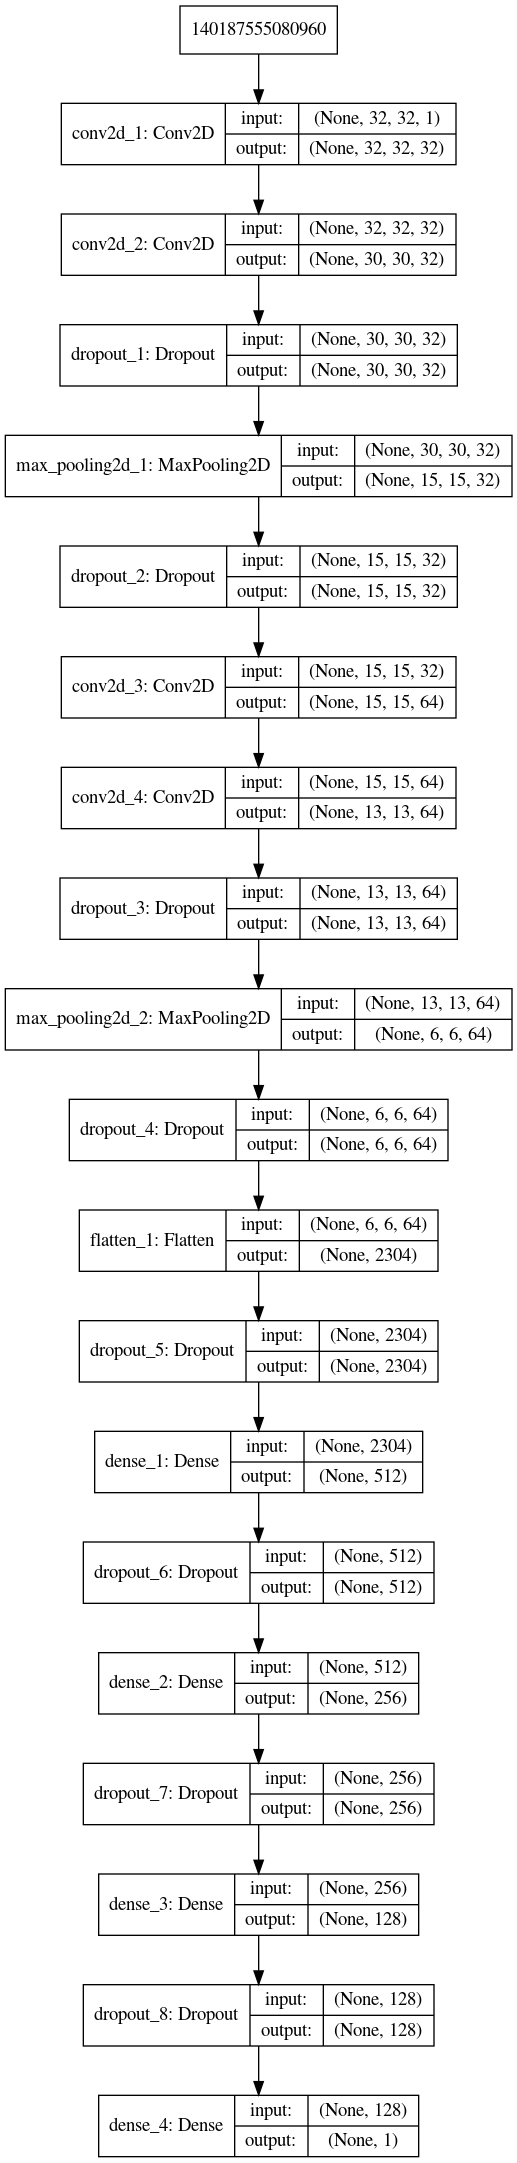 140187555080960
conv2d_1: Conv2D
input: (None, 32, 32, 1)
output: (None, 32, 32, 32)
conv2d_2: Conv2D
input: (None, 32, 32, 32)
output: (None, 30, 30, 32)
dropout_1: Dropout
input: (None, 30, 30, 32)
output: (None, 30, 30, 32)
max_pooling2d_1: MaxPooling2D
input: (None, 30, 30, 32)
output: (None, 15, 15, 32)
dropout_2: Dropout
input: (None, 15, 15, 32)
output: (None, 15, 15, 32)
conv2d_3: Conv2D
input: (None, 15, 15, 32)
output: (None, 15, 15, 64)
conv2d_4: Conv2D
input: (None, 15, 15, 64)
output: (None, 13, 13, 64)
dropout_3: Dropout
input: (None, 13, 13, 64)
output: (None, 13, 13, 64)
max_pooling2d_2: MaxPooling2D
input: (None, 13, 13, 64)
output: (None, 6, 6, 64)
dropout_4: Dropout
input: (None, 6, 6, 64)
output: (None, 6, 6, 64)
flatten_1: Flatten
input: (None, 6, 6, 64)
output: (None, 2304)
dropout_5: Dropout
input: (None, 2304)
output: (None, 2304)
dense_1: Dense
input: (None, 2304)
output: (None, 512)
dropout_6: Dropout
input: (None, 512)
output: (None, 512)
dense_2: Dense
input: (None, 512)
output: (None, 256)
dropout_7: Dropout
input: (None, 256)
output: (None, 256)
dense_3: Dense
input: (None, 256)
output: (None, 128)
dropout_8: Dropout
input: (None, 128)
output: (None, 128)
dense_4: Dense
input: (None, 128)
output: (None, 1)